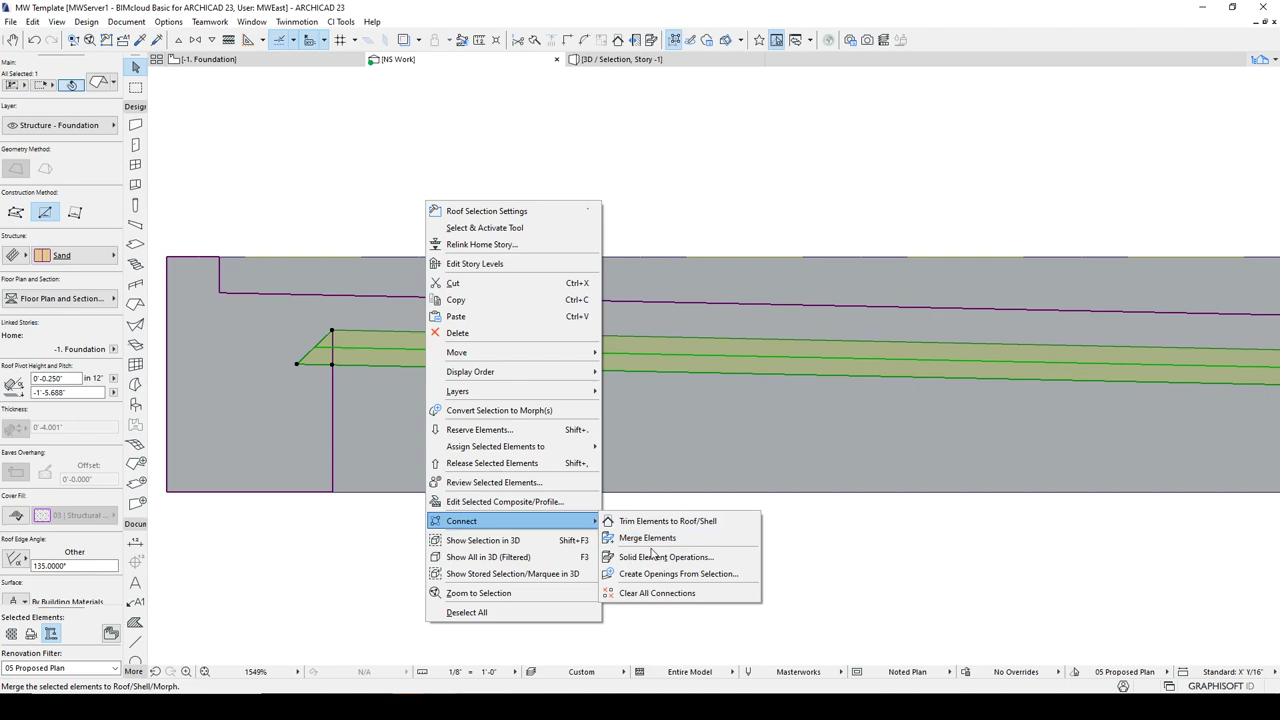 MW Template [MWServer1 - BIMcloud Basic for ARCHICAD 23, User: MWEast] - ARCHICAD 23
File Edit View Design Document Options Teamwork Window Twinmotion CI Tools Help
[-1. Foundation]
[NS Work]
[3D / Selection, Story -1]
Main:
All Selected: 1
Layer:
Structure - Foundation
Geometry Method:
Construction Method:
Structure:
Sand
Floor Plan and Section:
Floor Plan and Section...
Linked Stories:
Home:
-1. Foundation
Roof Pivot Height and Pitch:
0'-0.250"
in 12"
-1'-5.688"
Thickness:
0'-4.001"
Eaves Overhang:
Offset:
0'-0.000"
Cover Fill:
03 | Structural ...
Roof Edge Angle:
Other
135.0000°
Surface:
By Building Materials
Selected Elements:
Renovation Filter:
05 Proposed Plan
Design
Docun
More
Roof Selection Settings
Select & Activate Tool
Relink Home Story...
Edit Story Levels
Cut Ctrl+X
Copy Ctrl+C
Paste Ctrl+V
Delete
Move
Display Order
Layers
Convert Selection to Morph(s)
Reserve Elements... Shift+.
Assign Selected Elements to
Release Selected Elements Shift+,
Review Selected Elements...
Edit Selected Composite/Profile...
Connect
Show Selection in 3D Shift+F3
Show All in 3D (Filtered) F3
Show Stored Selection/Marquee in 3D
Zoom to Selection
Deselect All
Trim Elements to Roof/Shell
Merge Elements
Solid Element Operations...
Create Openings From Selection...
Clear All Connections
1549%
N/A
1/8" = 1'-0"
Custom
Entire Model
Masterworks
Noted Plan
No Overrides
05 Proposed Plan
Standard: X' Y/16"
Merge the selected elements to Roof/Shell/Morph.
GRAPHISOFT ID